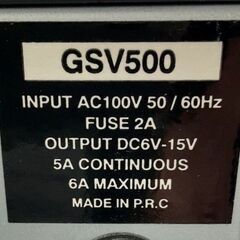 GSV500
INPUT AC100V 50 / 60Hz
FUSE 2A
OUTPUT DC6V-15V
5A CONTINUOUS
6A MAXIMUM
MADE IN P.R.C